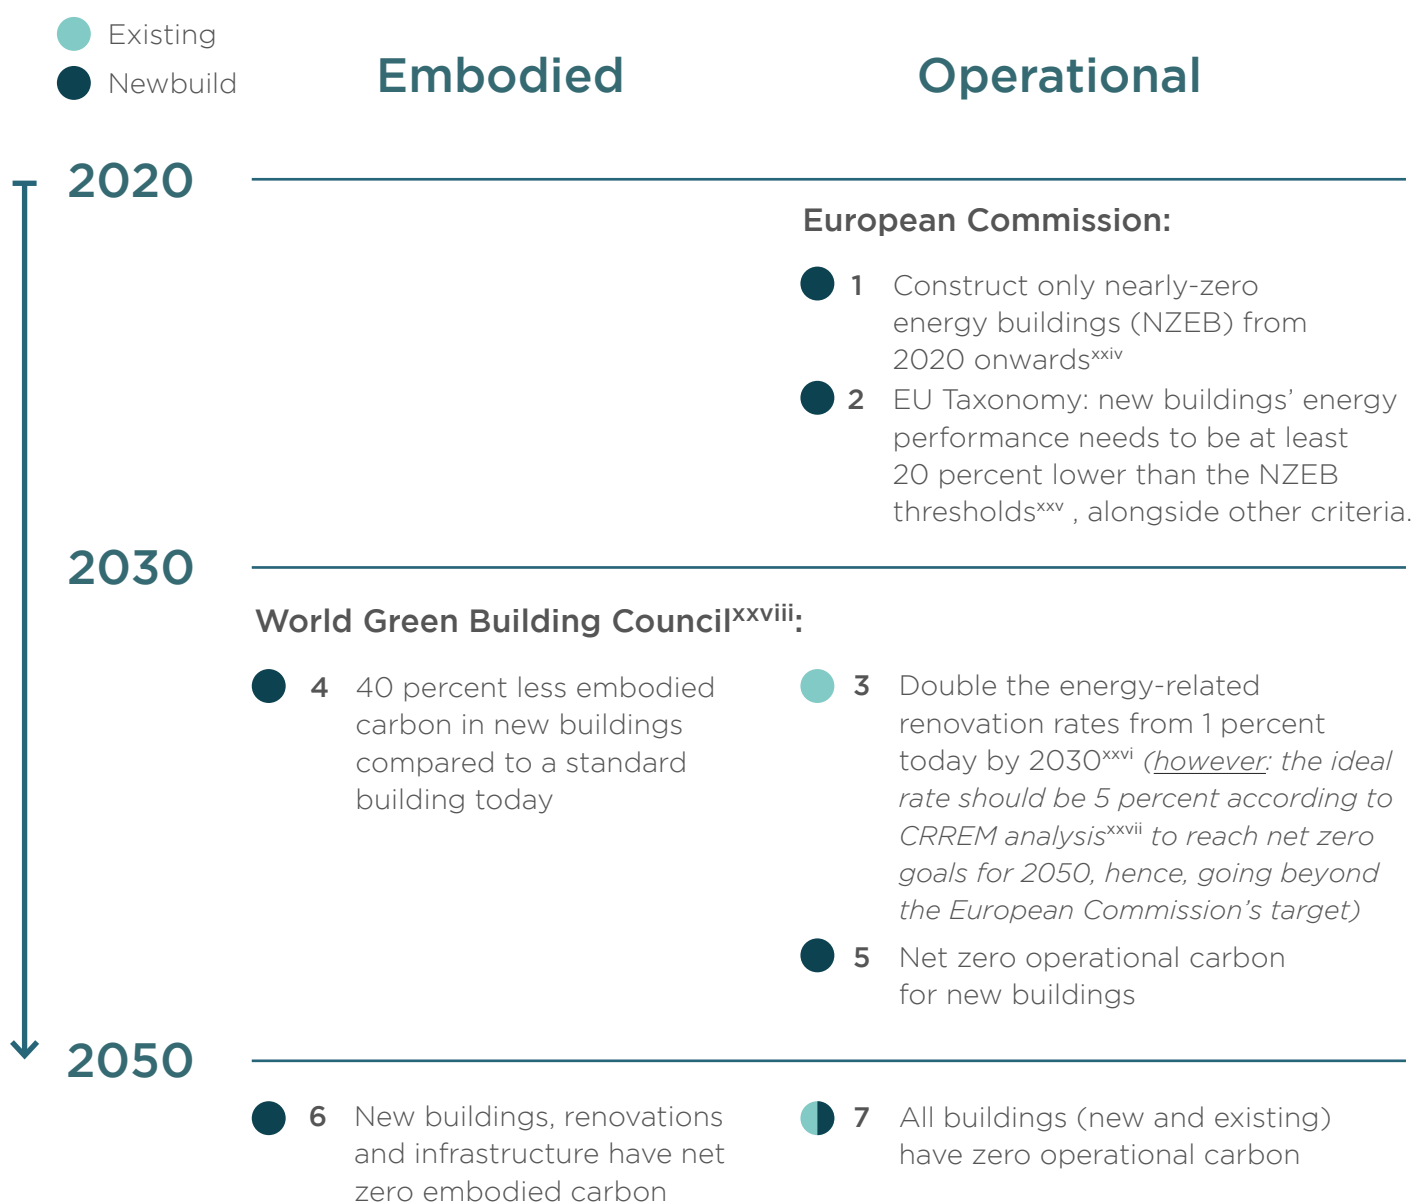 Existing
Newbuild
Embodied
Operational
2020
European Commission:
1 Construct only nearly-zero
energy buildings (NZEB) from
2020 onwardsxxiv
2 EU Taxonomy: new buildings’ energy
performance needs to be at least
20 percent lower than the NZEB
thresholdsxxv , alongside other criteria.
2030
World Green Building Councilxxviii:
4 40 percent less embodied
carbon in new buildings
compared to a standard
building today
3 Double the energy-related
renovation rates from 1 percent
today by 2030xxvi (however: the ideal
rate should be 5 percent according to
CRREM analysisxxvii to reach net zero
goals for 2050, hence, going beyond
the European Commission’s target)
5 Net zero operational carbon
for new buildings
2050
6 New buildings, renovations
and infrastructure have net
zero embodied carbon
7 All buildings (new and existing)
have zero operational carbon